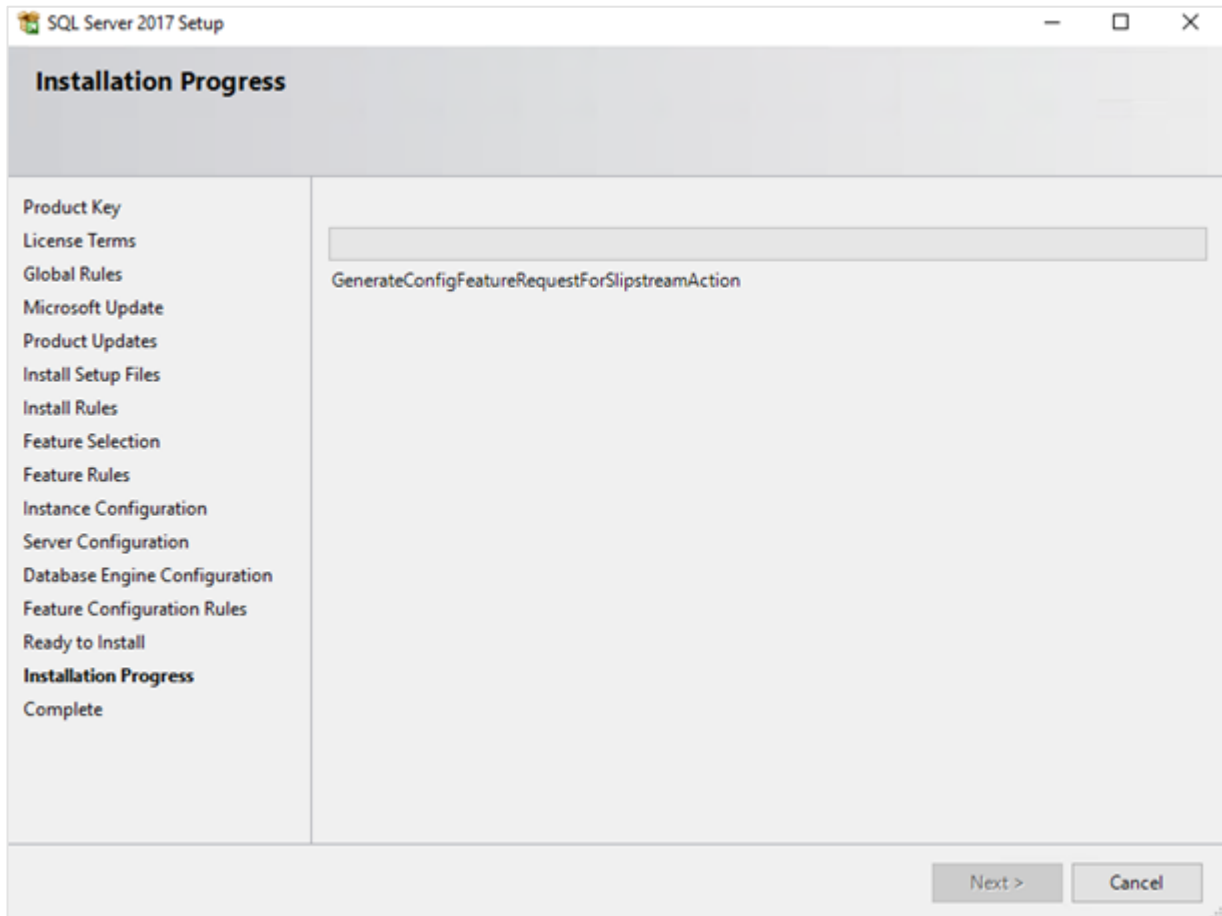 SQL Server 2017 Setup
Installation Progress
Product Key
License Terms
Global Rules
Microsoft Update
Product Updates
Install Setup Files
Install Rules
Feature Selection
Feature Rules
Instance Configuration
Server Configuration
Database Engine Configuration
Feature Configuration Rules
Ready to Install
Installation Progress
Complete
GenerateConfigFeatureRequestForSlipstreamAction
Next >
Cancel